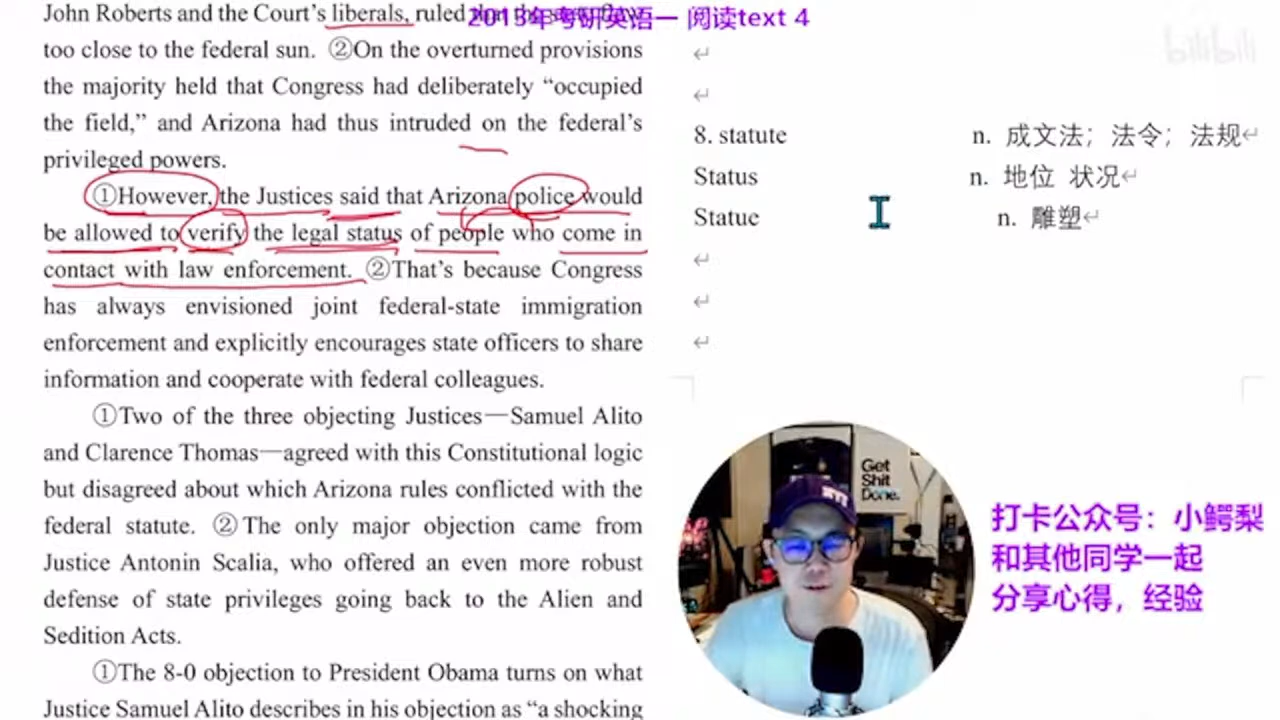 John Roberts and the Court's liberals, ruled
2013年考研英语一 阅读text 4
too close to the federal sun. ②On the overturned provisions
the majority held that Congress had deliberately “occupied
the field,” and Arizona had thus intruded on the federal's
privileged powers.
①However, the Justices said that Arizona police would
be allowed to verify the legal status of people who come in
contact with law enforcement. ②That's because Congress
has always envisioned joint federal-state immigration
enforcement and explicitly encourages state officers to share
information and cooperate with federal colleagues.
①Two of the three objecting Justices—Samuel Alito
and Clarence Thomas—agreed with this Constitutional logic
but disagreed about which Arizona rules conflicted with the
federal statute. ②The only major objection came from
Justice Antonin Scalia, who offered an even more robust
defense of state privileges going back to the Alien and
Sedition Acts.
①The 8-0 objection to President Obama turns on what
Justice Samuel Alito describes in his objection as “a shocking
bilibili
8. statute n. 成文法；法令；法规
Status n. 地位 状况
Statue n. 雕塑
Get
Shit
Done.
打卡公众号：小鳄梨
和其他同学一起
分享心得，经验